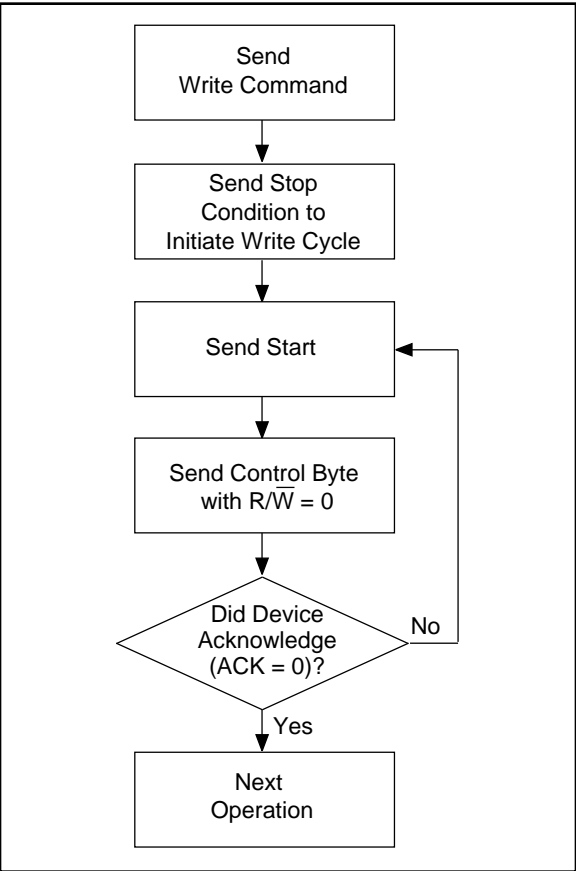 Send
Write Command
Send Stop
Condition to
Initiate Write Cycle
Send Start
Send Control Byte
with R/W̅ = 0
Did Device
Acknowledge
(ACK = 0)?
No
Yes
Next
Operation